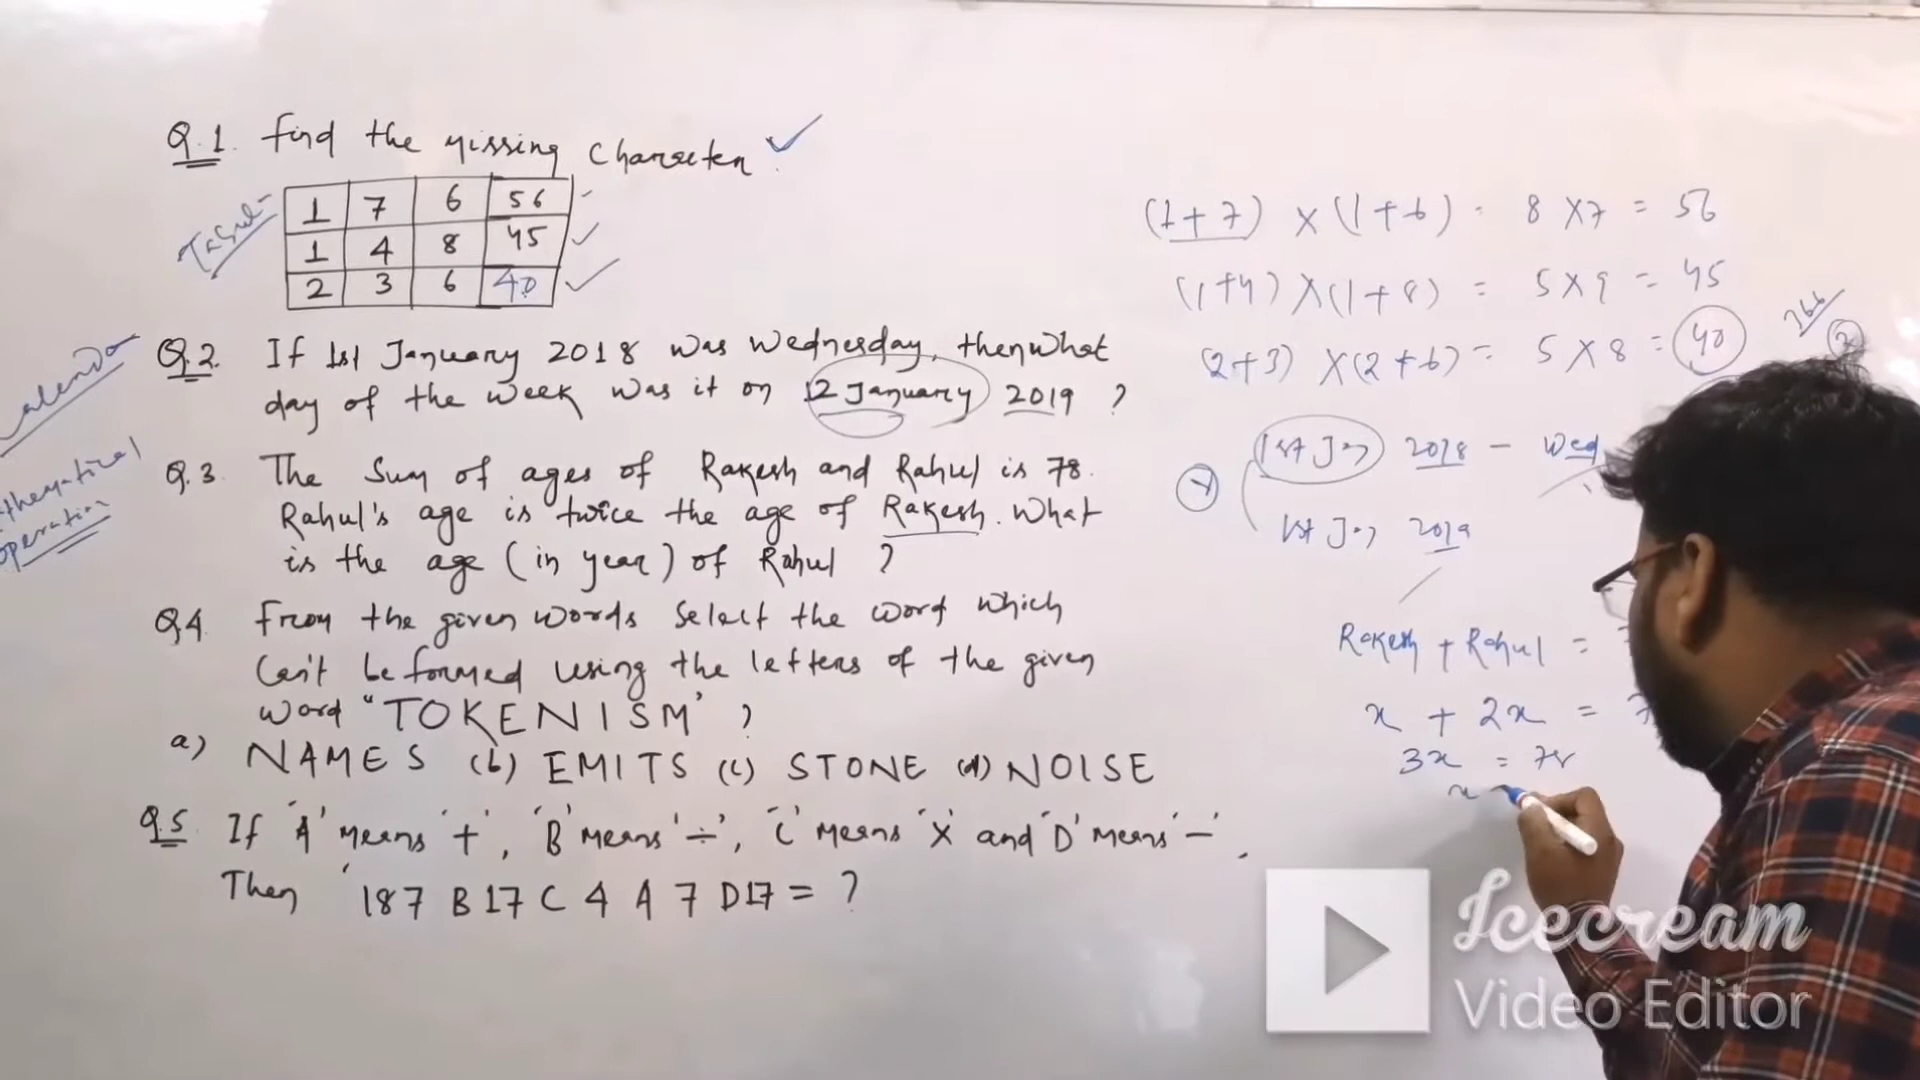 Q.1. Find the missing Character.
Tabul-
1 7 6 56
1 4 8 45
2 3 6 40
Q.2. If 1st January 2018 was Wednesday, then what
day of the week was it on 12 January 2019 ?
Q.3 The Sum of ages of Rakesh and Rahul is 78.
Rahul's age is twice the age of Rakesh. What
is the age (in year) of Rahul ?
Q4. From the given words Select the word which
Can't be formed using the letters of the given
word "TOKENISM" ?
a) NAMES (b) EMITS (c) STONE (d) NOISE
Q.5. If 'A' means '+', 'B' means '÷', 'C' means 'X' and 'D' means '-',
Then 187 B 17 C 4 A 7 D 17 = ?
operation
(1+7) X (1+6) = 8 X 7 = 56
(1+4) X (1+8) = 5 X 9 = 45
(2+3) X (2+6) = 5 X 8 = 40
366
1st Jan 2018 - Wed
1st Jan 2019
Rakesh + Rahul =
x + 2x = 7
3x = 78
x
Icecream
Video Editor